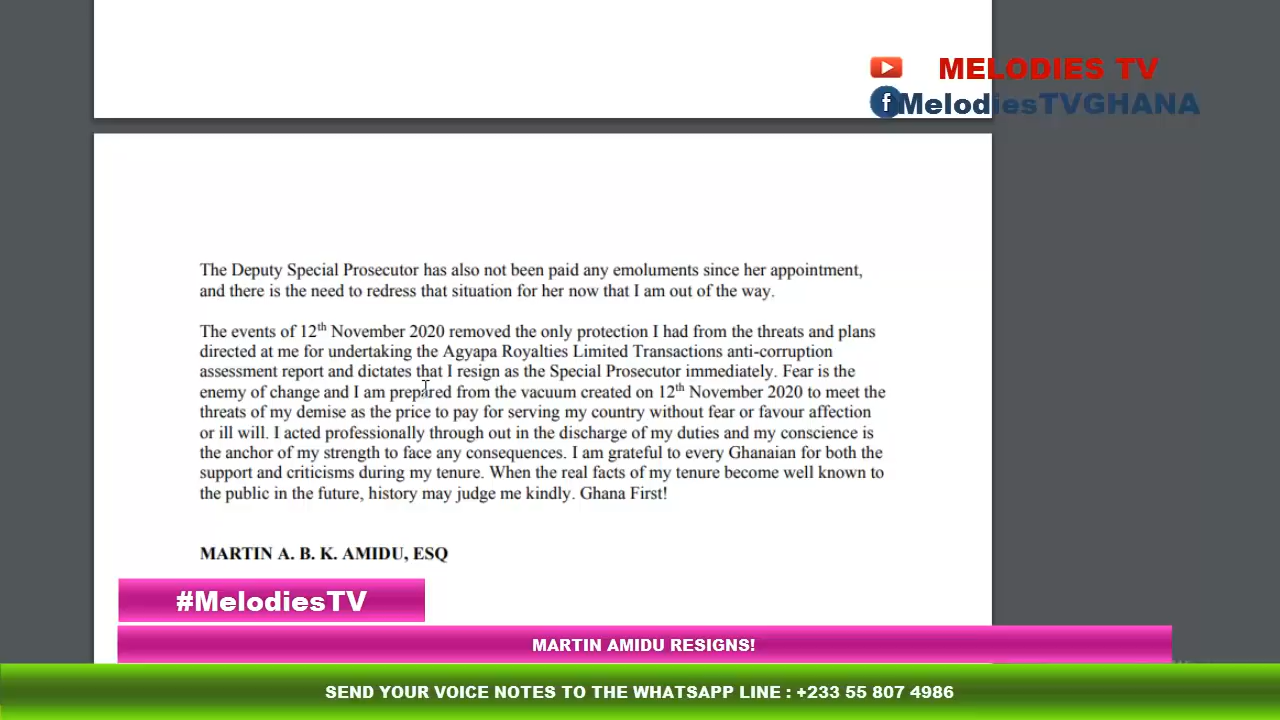 MELODIES TV
MelodiesTVGHANA
The Deputy Special Prosecutor has also not been paid any emoluments since her appointment,
and there is the need to redress that situation for her now that I am out of the way.
The events of 12th November 2020 removed the only protection I had from the threats and plans
directed at me for undertaking the Agyapa Royalties Limited Transactions anti-corruption
assessment report and dictates that I resign as the Special Prosecutor immediately. Fear is the
enemy of change and I am prepared from the vacuum created on 12th November 2020 to meet the
threats of my demise as the price to pay for serving my country without fear or favour affection
or ill will. I acted professionally through out in the discharge of my duties and my conscience is
the anchor of my strength to face any consequences. I am grateful to every Ghanaian for both the
support and criticisms during my tenure. When the real facts of my tenure become well known to
the public in the future, history may judge me kindly. Ghana First!
MARTIN A. B. K. AMIDU, ESQ
#MelodiesTV
MARTIN AMIDU RESIGNS!
SEND YOUR VOICE NOTES TO THE WHATSAPP LINE : +233 55 807 4986